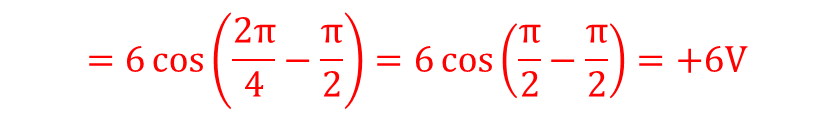 = 6 cos (2π/4 − π/2) = 6 cos (π/2 − π/2) = +6V